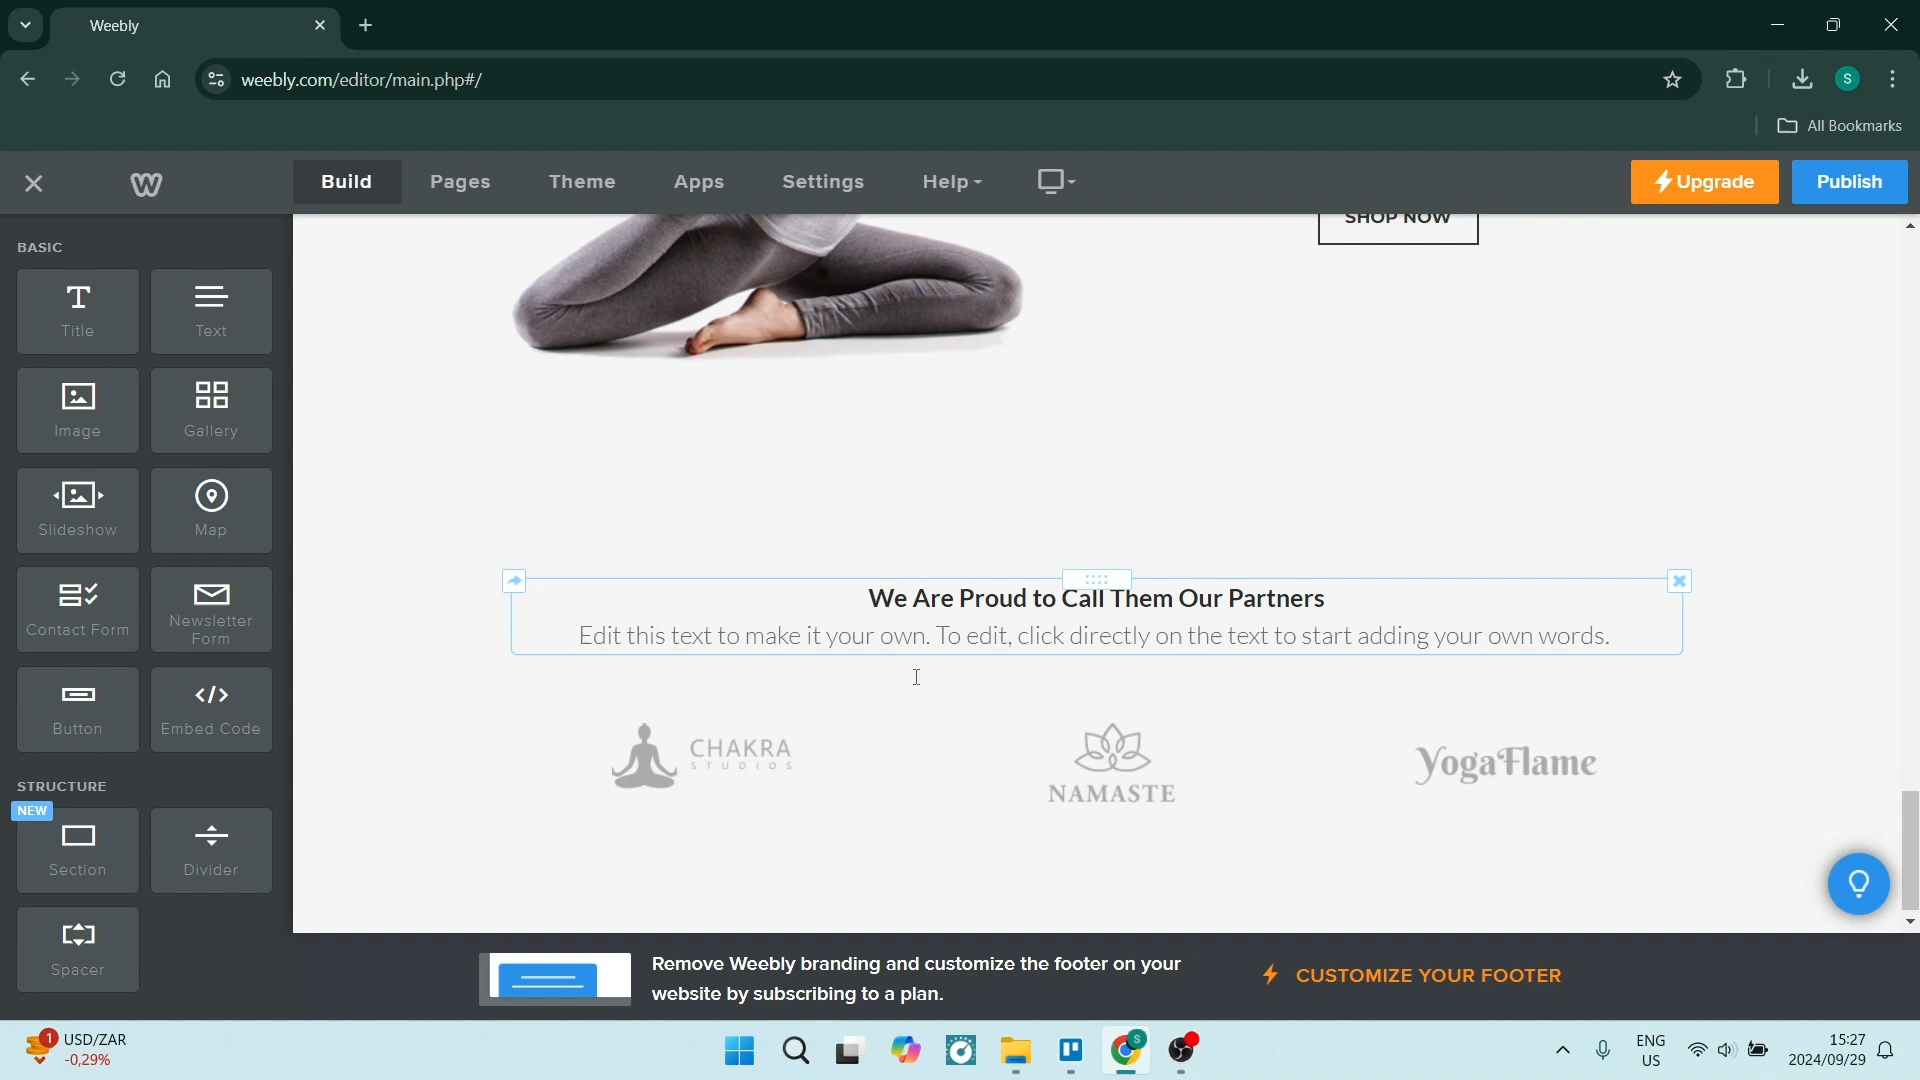 Weebly
weebly.com/editor/main.php#/
S
All Bookmarks
Build
Pages
Theme
Apps
Settings
Help
Upgrade
Publish
BASIC
Title
Text
Image
Gallery
Slideshow
Map
Contact Form
Newsletter
Form
Button
Embed Code
STRUCTURE
NEW
Section
Divider
Spacer
SHOP NOW
We Are Proud to Call Them Our Partners
Edit this text to make it your own. To edit, click directly on the text to start adding your own words.
CHAKRA
STUDIOS
NAMASTE
YogaFlame
Remove Weebly branding and customize the footer on your
website by subscribing to a plan.
CUSTOMIZE YOUR FOOTER
1
USD/ZAR
-0,29%
S
ENG
US
15:27
2024/09/29